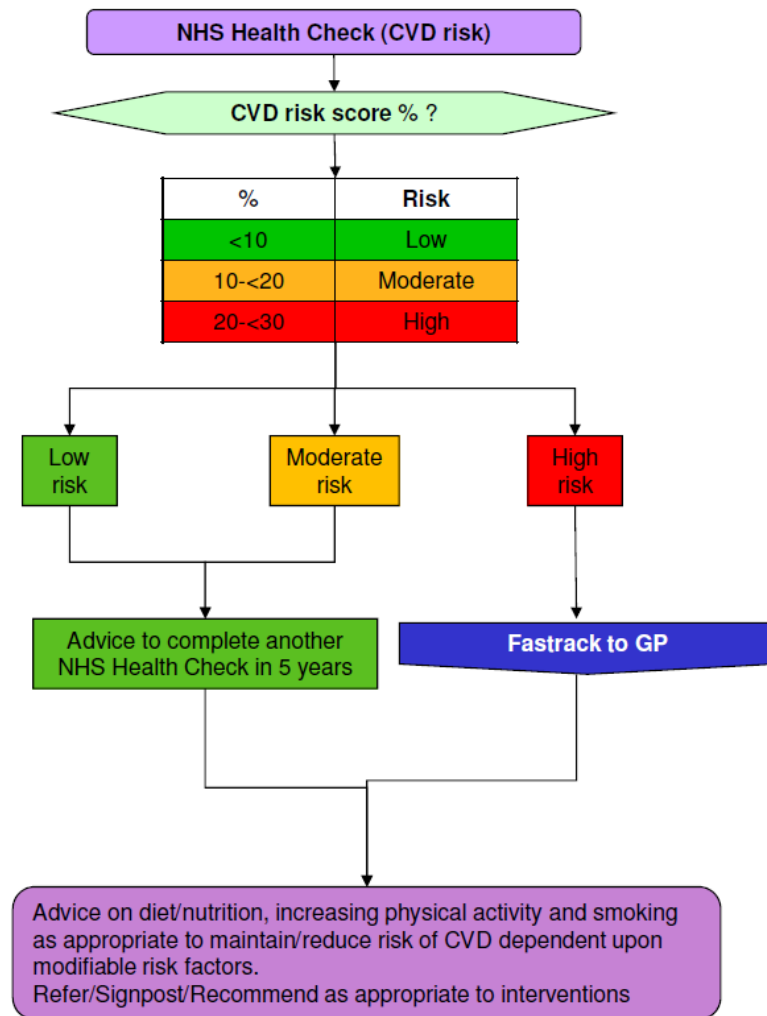 NHS Health Check (CVD risk)
CVD risk score % ?
% Risk
<10 Low
10-<20 Moderate
20-<30 High
Low
risk
Moderate
risk
High
risk
Advice to complete another
NHS Health Check in 5 years
Fastrack to GP
Advice on diet/nutrition, increasing physical activity and smoking
as appropriate to maintain/reduce risk of CVD dependent upon
modifiable risk factors.
Refer/Signpost/Recommend as appropriate to interventions